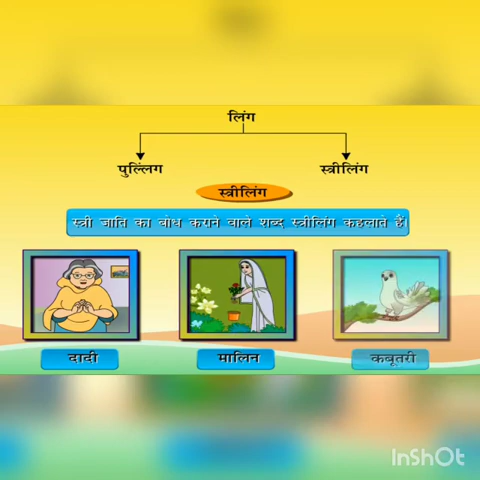 लिंग
पुल्लिंग स्त्रीलिंग
स्त्रीलिंग
स्त्री जाति का बोध कराने वाले शब्द स्त्रीलिंग कहलाते हैं
दादी मालिन कबूतरी
InShOt